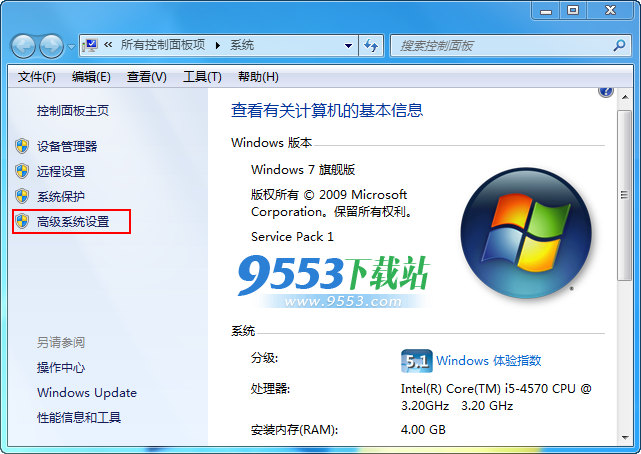 « 所有控制面板项 ▸ 系统
搜索控制面板
文件(F) 编辑(E) 查看(V) 工具(T) 帮助(H)
控制面板主页
设备管理器
远程设置
系统保护
高级系统设置
另请参阅
操作中心
Windows Update
性能信息和工具
查看有关计算机的基本信息
Windows 版本
Windows 7 旗舰版
版权所有 © 2009 Microsoft
Corporation。保留所有权利。
Service Pack 1
9553下载站
www.9553.com
系统
分级:
5.1 Windows 体验指数
处理器:
Intel(R) Core(TM) i5-4570 CPU @
3.20GHz 3.20 GHz
安装内存(RAM):
4.00 GB